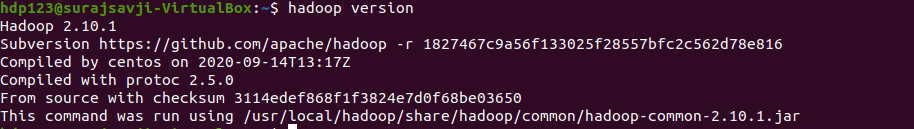 hdp123@surajsavji-VirtualBox:~$ hadoop version
Hadoop 2.10.1
Subversion https://github.com/apache/hadoop -r 1827467c9a56f133025f28557bfc2c562d78e816
Compiled by centos on 2020-09-14T13:17Z
Compiled with protoc 2.5.0
From source with checksum 3114edef868f1f3824e7d0f68be03650
This command was run using /usr/local/hadoop/share/hadoop/common/hadoop-common-2.10.1.jar